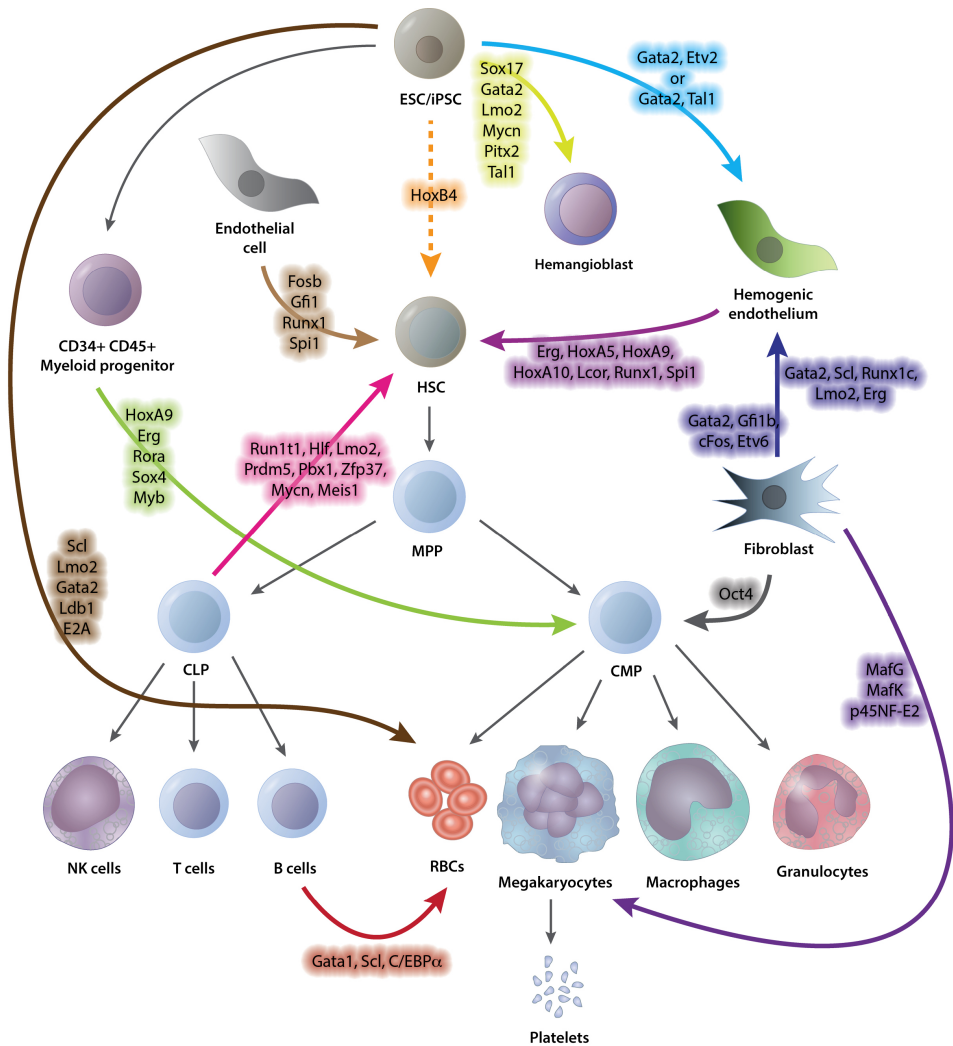 ESC/iPSC
Gata2, Etv2
or
Gata2, Tal1
Sox17
Gata2
Lmo2
Mycn
Pitx2
Tal1
HoxB4
Endothelial
cell
Hemangioblast
Fosb
Gfi1
Runx1
Spi1
Hemogenic
endothelium
CD34+ CD45+
Myeloid progenitor
HSC
Erg, HoxA5, HoxA9,
HoxA10, Lcor, Runx1, Spi1
Gata2, Scl, Runx1c,
Lmo2, Erg
Gata2, Gfi1b,
cFos, Etv6
HoxA9
Erg
Rora
Sox4
Myb
Run1t1, Hlf, Lmo2,
Prdm5, Pbx1, Zfp37,
Mycn, Meis1
MPP
Fibroblast
Scl
Lmo2
Gata2
Ldb1
E2A
Oct4
CLP
CMP
MafG
MafK
p45NF-E2
NK cells
T cells
B cells
RBCs
Megakaryocytes
Macrophages
Granulocytes
Gata1, Scl, C/EBPα
Platelets